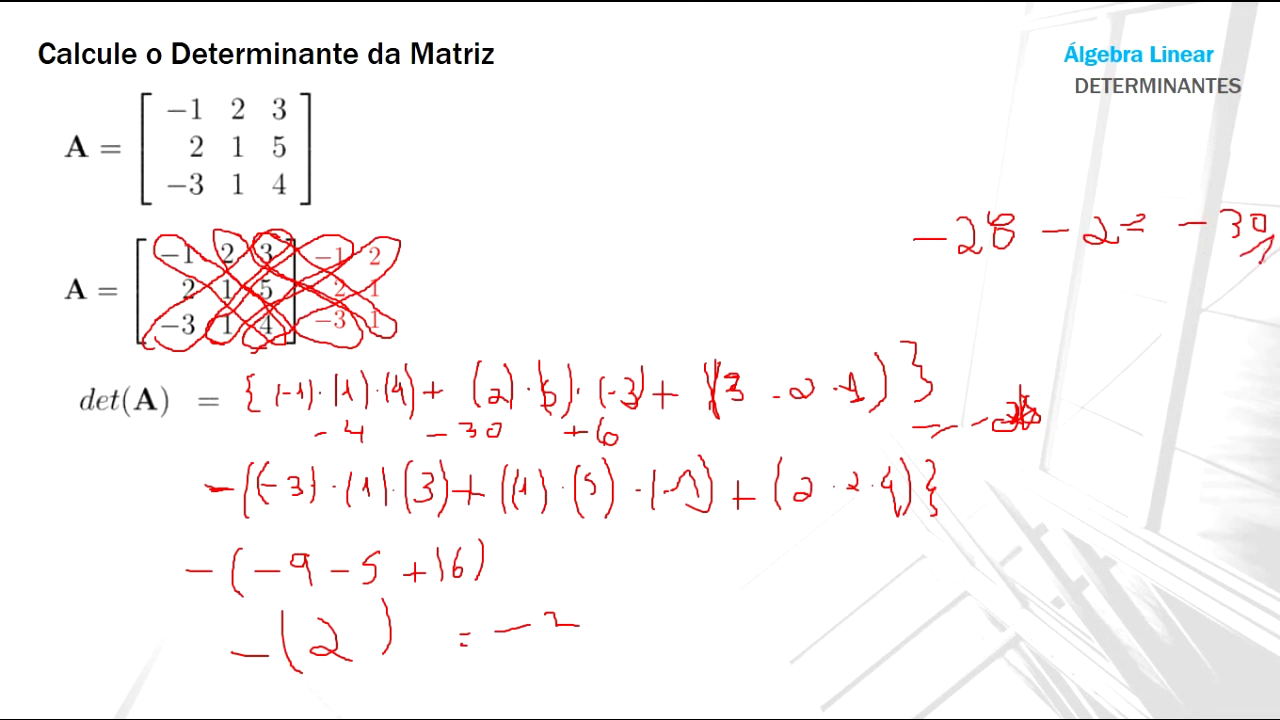 Calcule o Determinante da Matriz
Álgebra Linear
DETERMINANTES
A = [ −1 2 3
2 1 5
−3 1 4 ]
−28 − 2 = −30
A = [ −1 2 3 ] −1 2
2 1 5 2 1
−3 1 4 −3 1
det(A) = {(-1)·(1)·(4)+ (2)·(5)·(-3)+ (3 · 2 · 1)}
-4 -30 +6
-((-3)·(1)·(3)+((1)·(5)·(-1)+(2·2·4)}
-(-9-5+16)
-(2) = -2